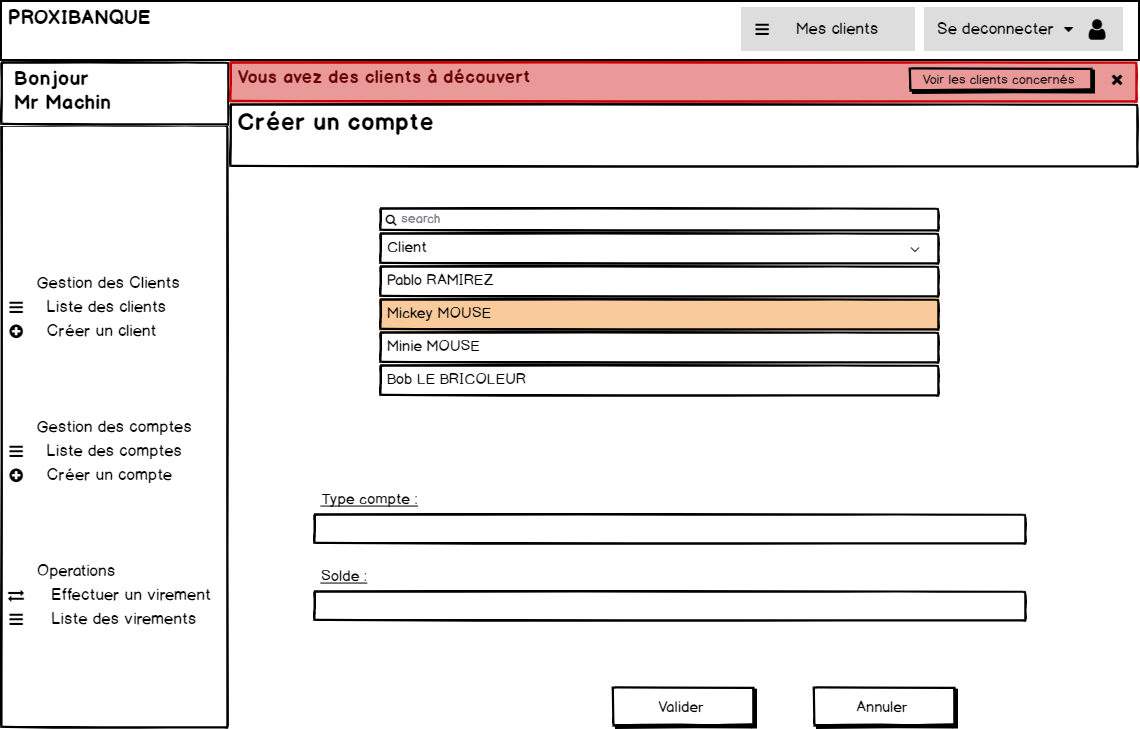 PROXIBANQUE
Mes clients
Se deconnecter
Bonjour
Mr Machin
Vous avez des clients à découvert
Voir les clients concernés
Créer un compte
search
Client
Pablo RAMIREZ
Mickey MOUSE
Minie MOUSE
Bob LE BRICOLEUR
Gestion des Clients
Liste des clients
Créer un client
Gestion des comptes
Liste des comptes
Créer un compte
Operations
Effectuer un virement
Liste des virements
Type compte :
Solde :
Valider
Annuler